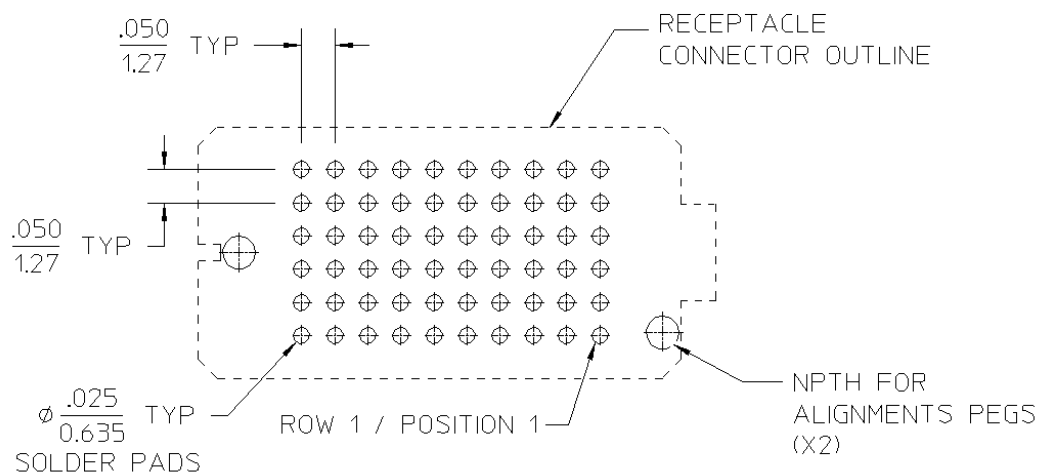 .050
1.27
TYP
RECEPTACLE
CONNECTOR OUTLINE
.050
1.27
TYP
Ø .025
0.635
TYP
SOLDER PADS
ROW 1 / POSITION 1
NPTH FOR
ALIGNMENTS PEGS
(X2)